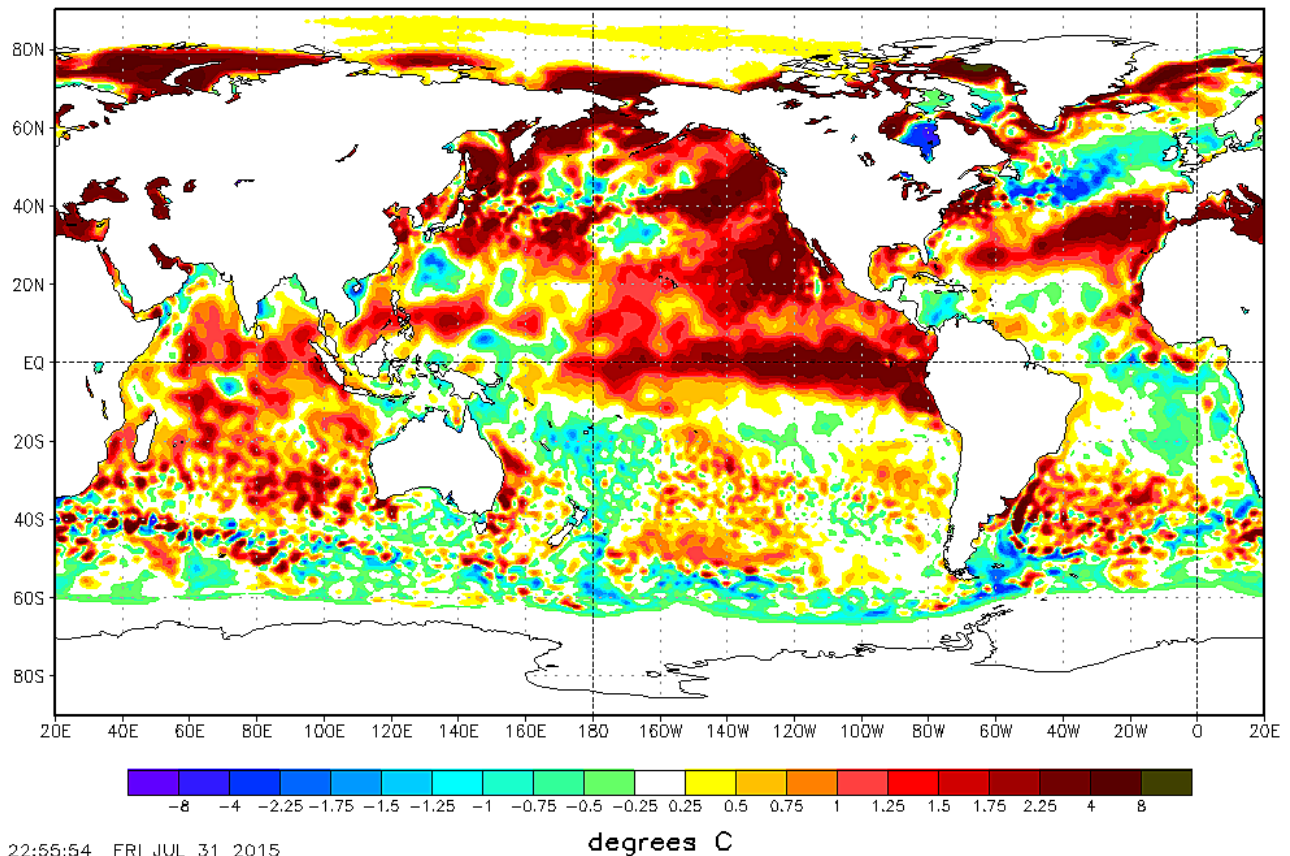 80N
60N
40N
20N
EQ
20S
40S
60S
80S
20E 40E 60E 80E 100E 120E 140E 160E 180 160W 140W 120W 100W 80W 60W 40W 20W 0 20E
-8 -4 -2.25 -1.75 -1.5 -1.25 -1 -0.75 -0.5 -0.25 0.25 0.5 0.75 1 1.25 1.5 1.75 2.25 4 8
degrees C
22:55:54 FRI JUL 31 2015